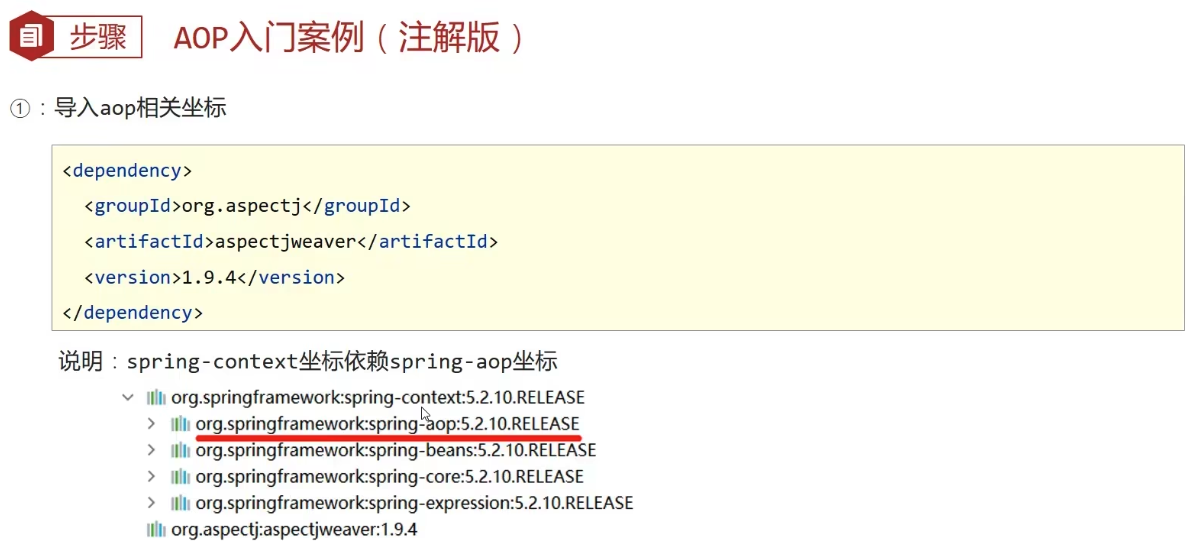 步骤 AOP入门案例（注解版）
①：导入aop相关坐标
<dependency>
<groupId>org.aspectj</groupId>
<artifactId>aspectjweaver</artifactId>
<version>1.9.4</version>
</dependency>
说明：spring-context坐标依赖spring-aop坐标
org.springframework:spring-context:5.2.10.RELEASE
org.springframework:spring-aop:5.2.10.RELEASE
org.springframework:spring-beans:5.2.10.RELEASE
org.springframework:spring-core:5.2.10.RELEASE
org.springframework:spring-expression:5.2.10.RELEASE
org.aspectj:aspectjweaver:1.9.4